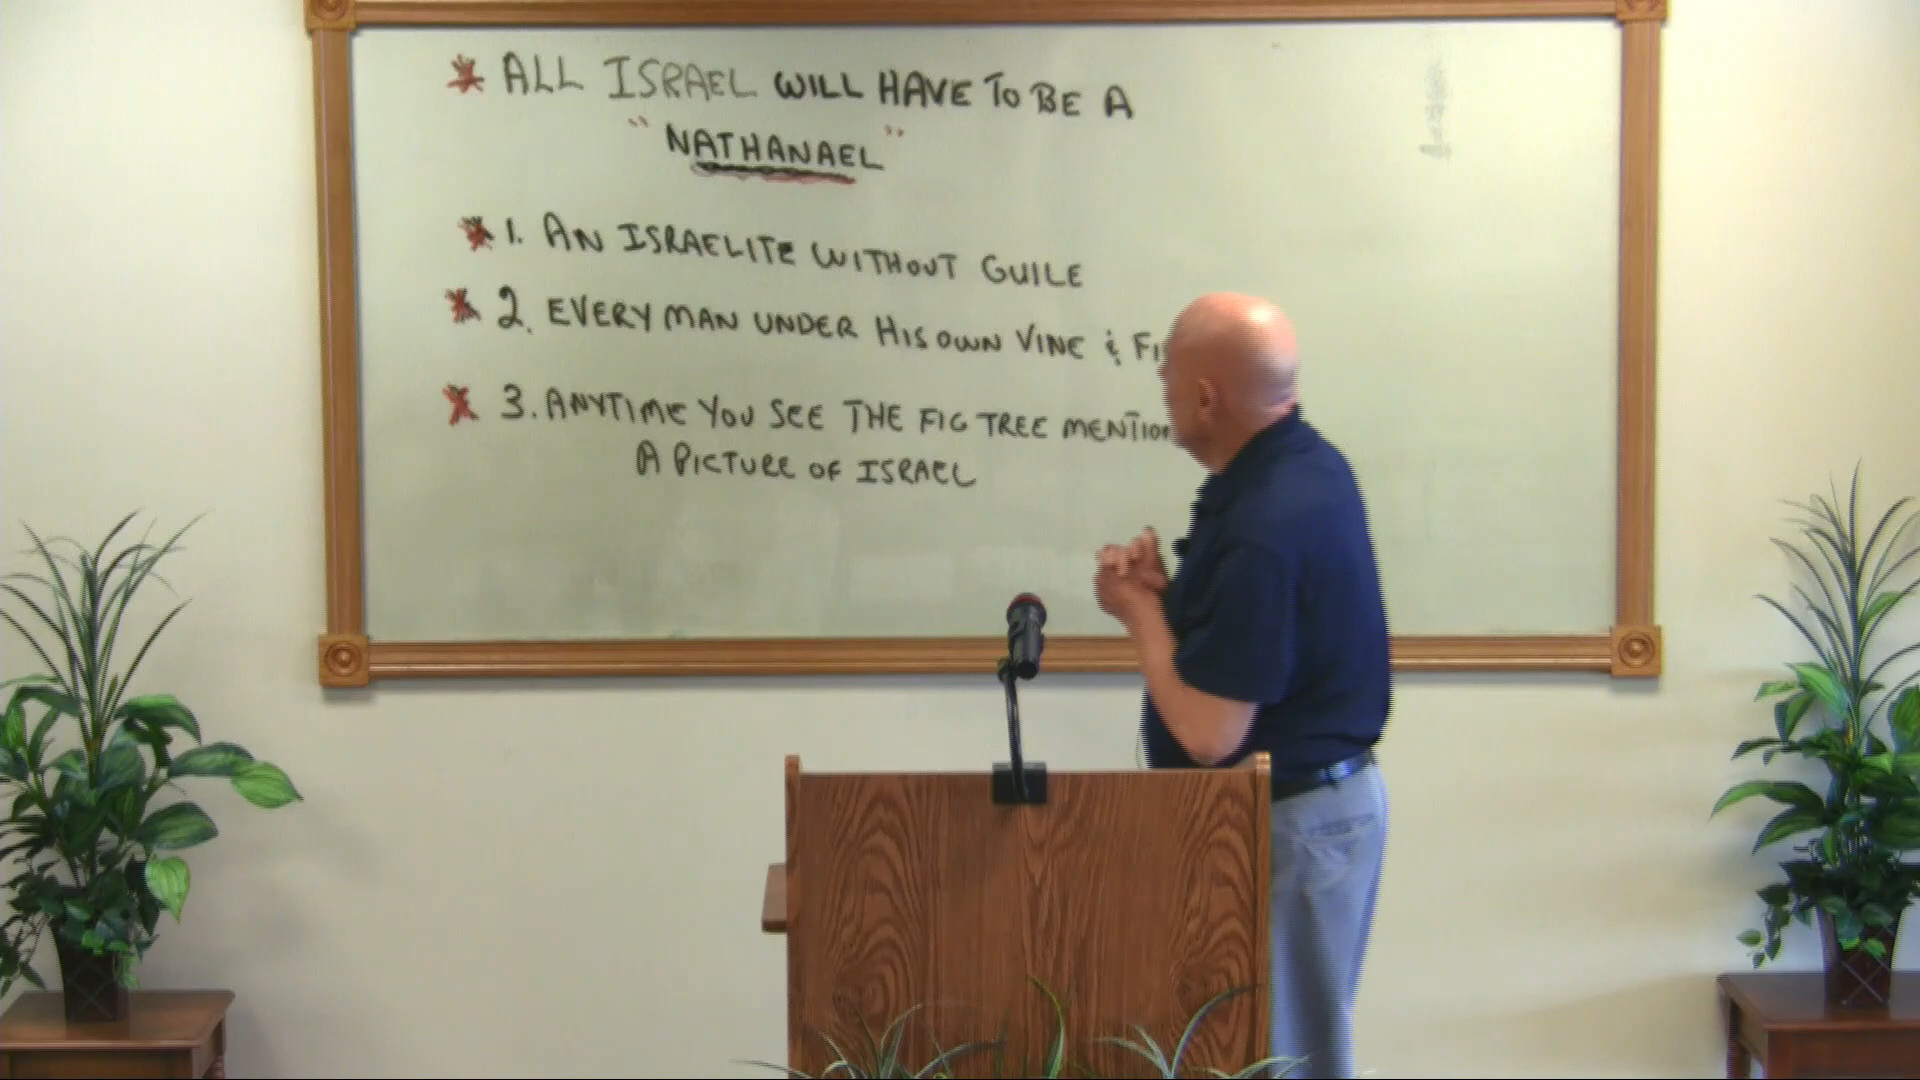 * ALL ISRAEL WILL HAVE TO BE A
"NATHANAEL"
* 1. AN ISRAELITE WITHOUT GUILE
* 2. EVERY MAN UNDER HIS OWN VINE &
* 3. ANYTIME YOU SEE THE FIG TREE
A PICTURE OF ISRAEL